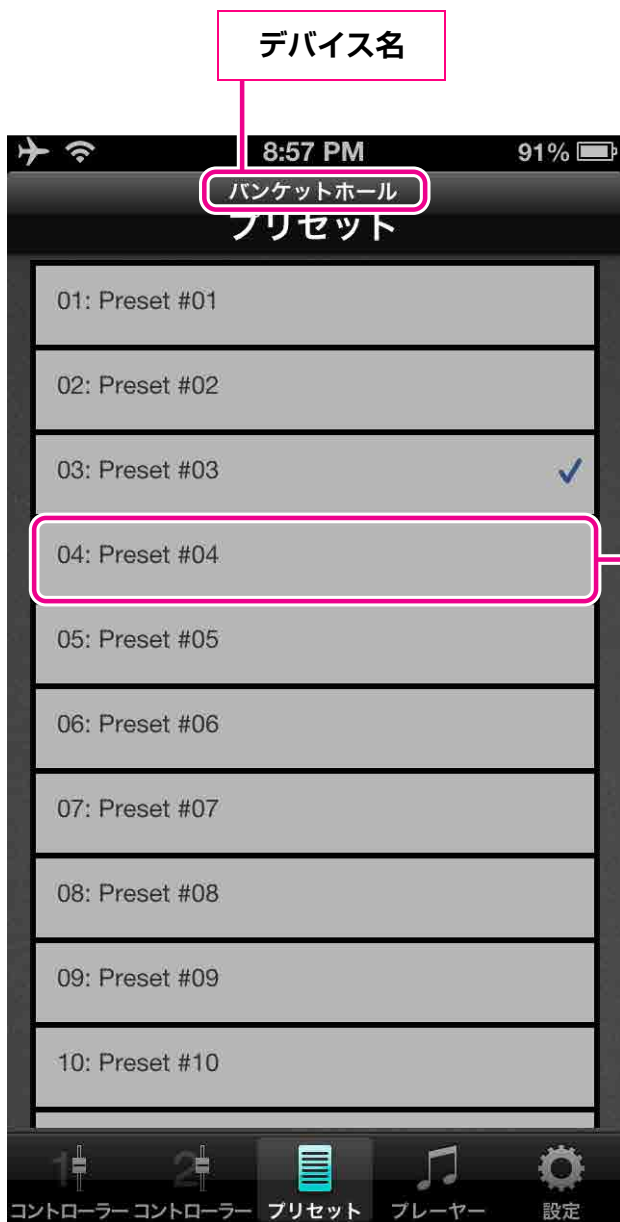 デバイス名
8:57 PM 91%
バンケットホール
プリセット
01: Preset #01
02: Preset #02
03: Preset #03
04: Preset #04
05: Preset #05
06: Preset #06
07: Preset #07
08: Preset #08
09: Preset #09
10: Preset #10
1 2
コントローラー コントローラー プリセット プレーヤー 設定